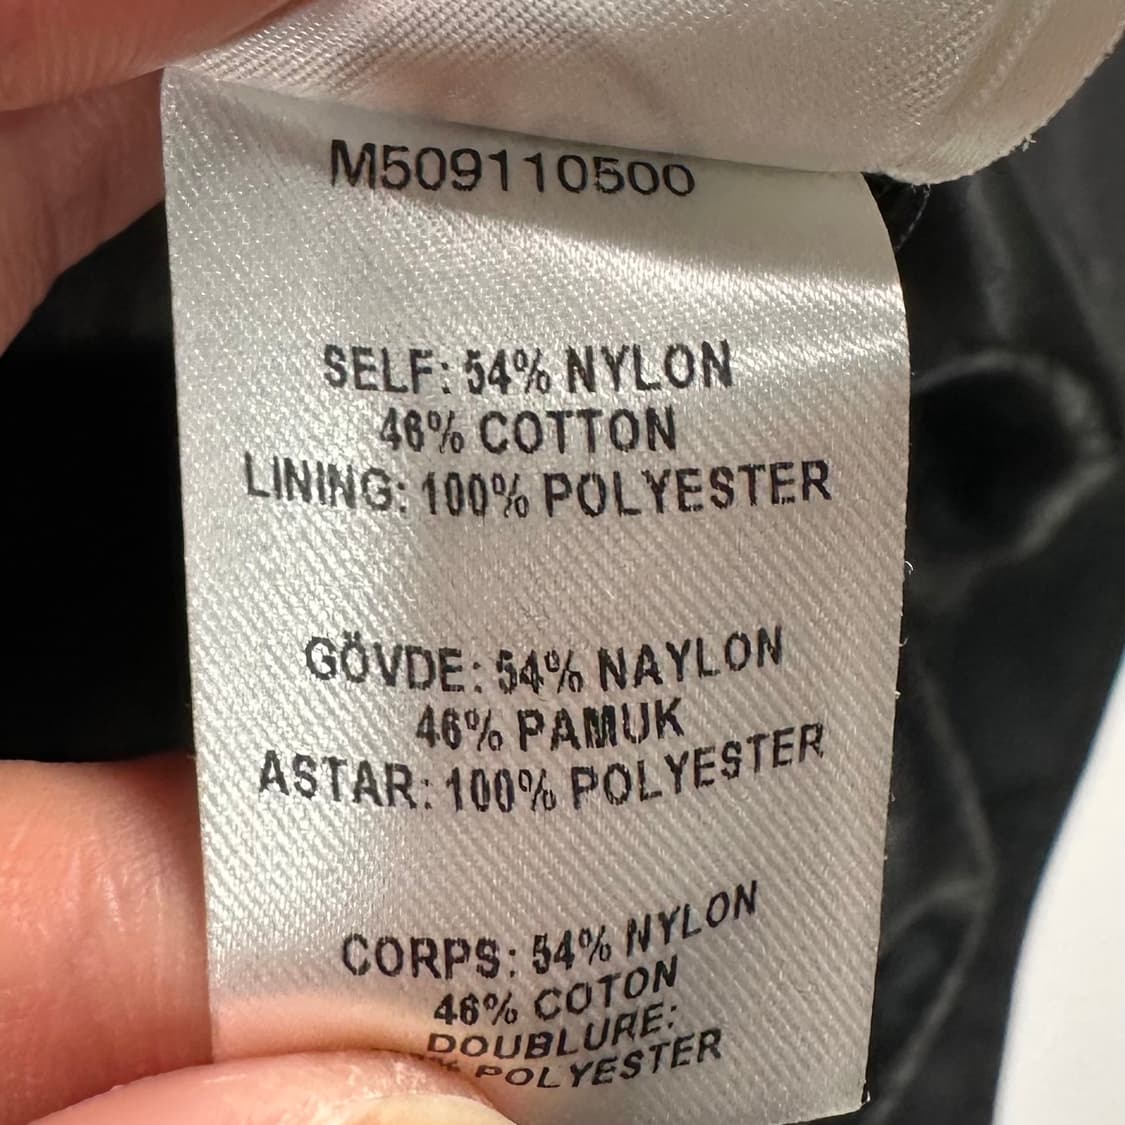 M509110500
SELF: 54% NYLON
46% COTTON
LINING: 100% POLYESTER
GÖVDE: 54% NAYLON
46% PAMUK
ASTAR: 100% POLYESTER
CORPS: 54% NYLON
46% COTON
DOUBLURE:
% POLYESTER